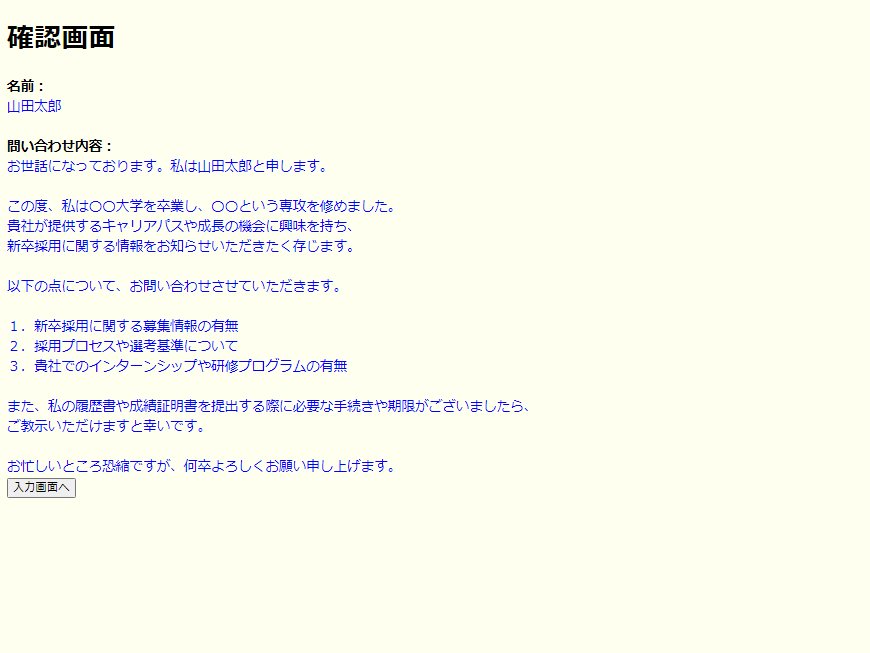 確認画面
名前：
山田太郎
問い合わせ内容：
お世話になっております。私は山田太郎と申します。
この度、私は〇〇大学を卒業し、〇〇という専攻を修めました。
貴社が提供するキャリアパスや成長の機会に興味を持ち、
新卒採用に関する情報をお知らせいただきたく存じます。
以下の点について、お問い合わせさせていただきます。
１．新卒採用に関する募集情報の有無
２．採用プロセスや選考基準について
３．貴社でのインターンシップや研修プログラムの有無
また、私の履歴書や成績証明書を提出する際に必要な手続きや期限がございましたら、
ご教示いただけますと幸いです。
お忙しいところ恐縮ですが、何卒よろしくお願い申し上げます。
入力画面へ